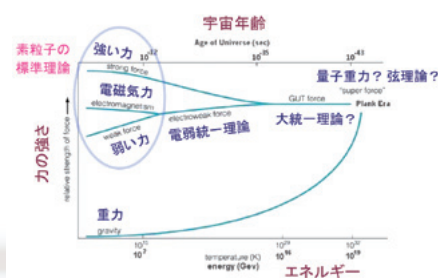 宇宙年齢
Age of Universe (sec)
素粒子の
標準理論
強い力
strong force
電磁気力
electromagnetism
弱い力
weak force
電弱統一理論
electroweak force
量子重力？弦理論？
"super force"
Plank Era
GUT force
大統一理論？
力の強さ
relative strength of force
重力
gravity
temperature (K)
energy (Gev)
エネルギー